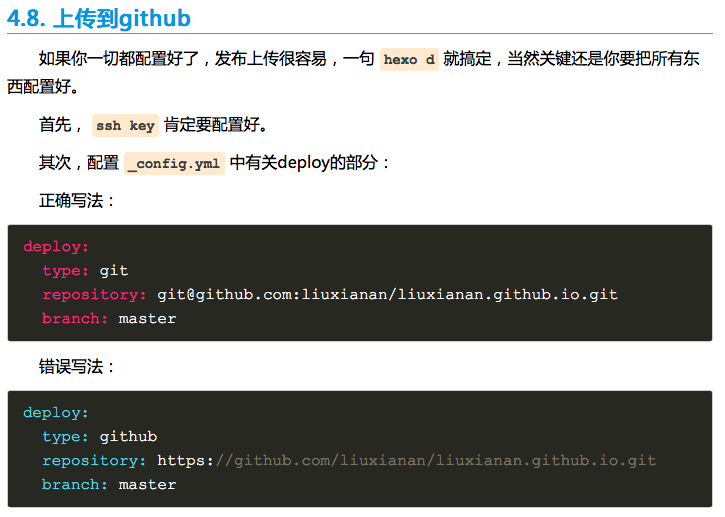 4.8. 上传到github
如果你一切都配置好了，发布上传很容易，一句 hexo d 就搞定，当然关键还是你要把所有东
西配置好。
首先， ssh key 肯定要配置好。
其次，配置 _config.yml 中有关deploy的部分：
正确写法：
deploy:
  type: git
  repository: git@github.com:liuxianan/liuxianan.github.io.git
  branch: master
错误写法：
deploy:
  type: github
  repository: https://github.com/liuxianan/liuxianan.github.io.git
  branch: master